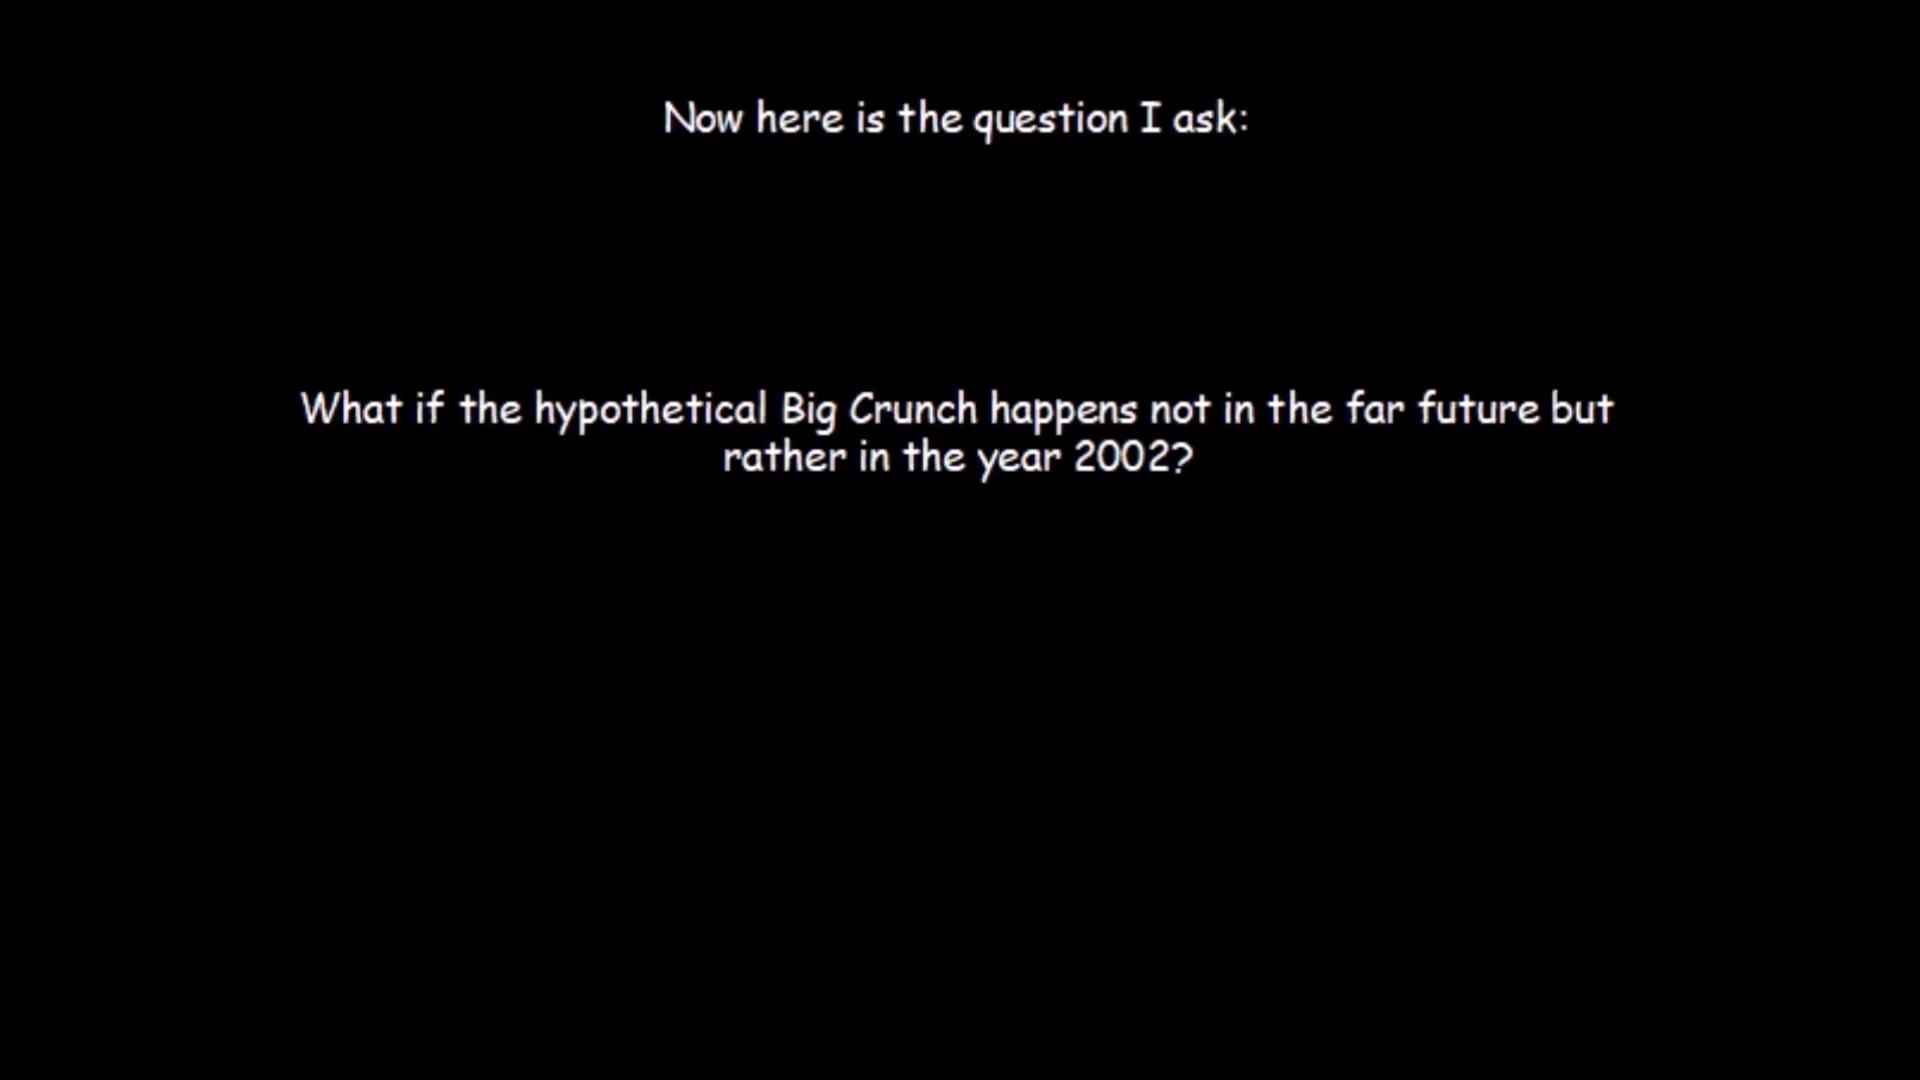 Now here is the question I ask:
What if the hypothetical Big Crunch happens not in the far future but
rather in the year 2002?